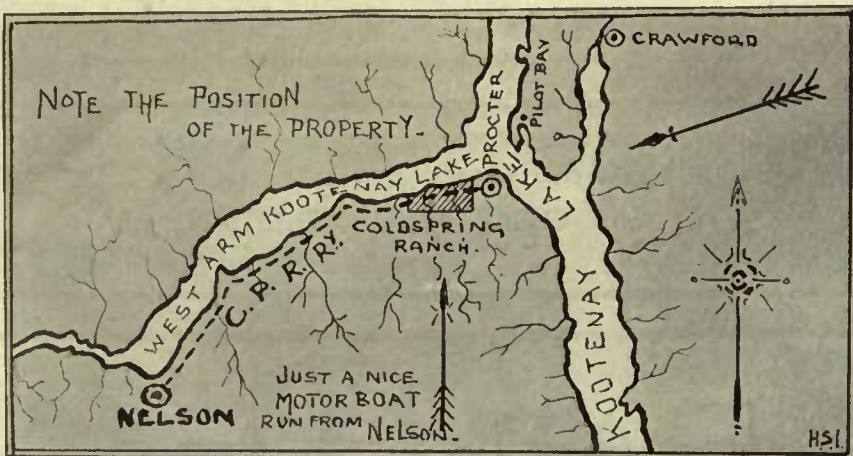 NOTE THE POSITION
OF THE PROPERTY.
CRAWFORD
PILOT BAY
PROCTER
WEST ARM KOOTENAY LAKE
KOOTENAY LAKE
COLDSPRING
RANCH.
C.P.R. RY.
NELSON
JUST A NICE
MOTOR BOAT
RUN FROM NELSON.
H.S.I.